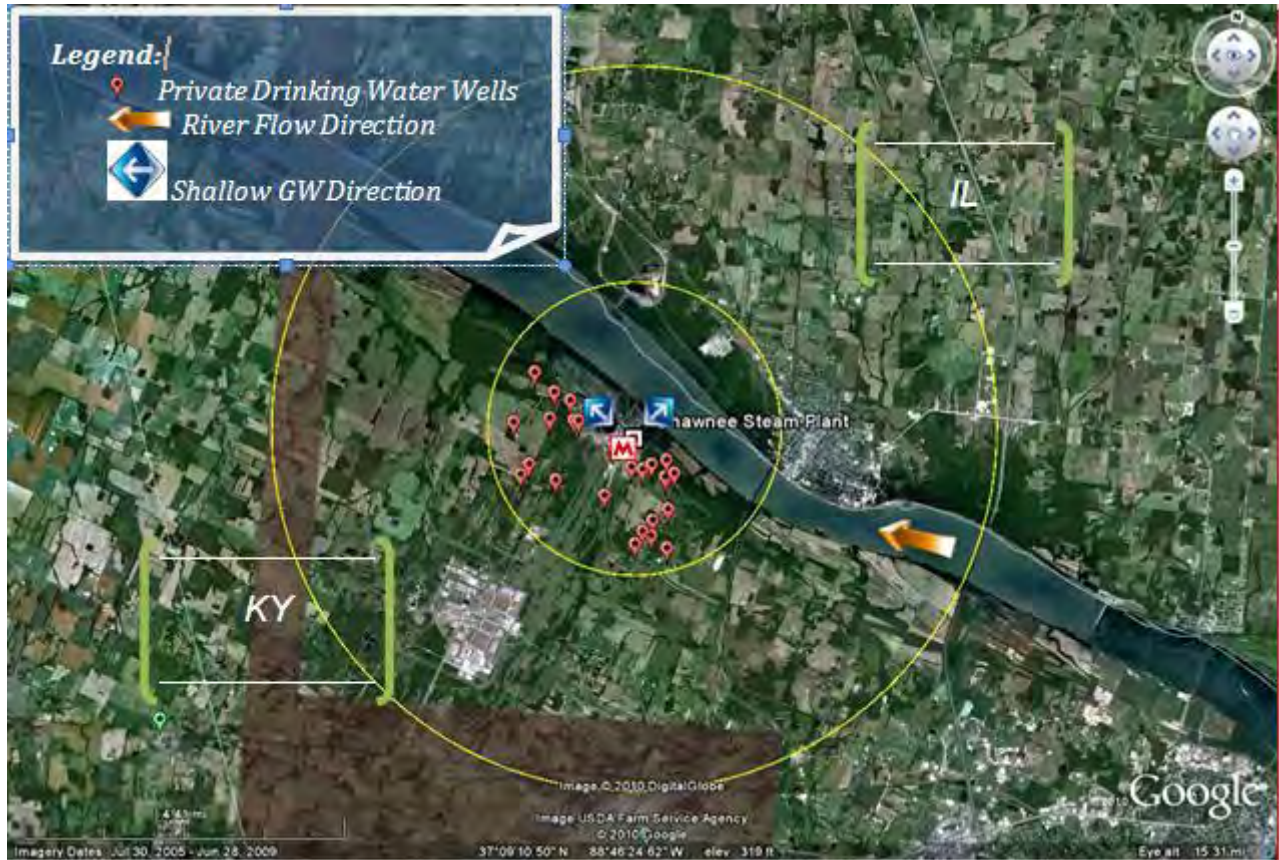 Legend:{
Private Drinking Water Wells
River Flow Direction
Shallow GW Direction
IL
hawnee Steam Plant
M
KY
Image © 2010 DigitalGlobe
Image USDA Farm Service Agency
© 2010 Google
©2010 Google
Imagery Dates: Jul 30, 2005 - Jun 28, 2009
37°09'10.50" N 88°46'24.62" W elev 319 ft
Eye alt 15.31 mi